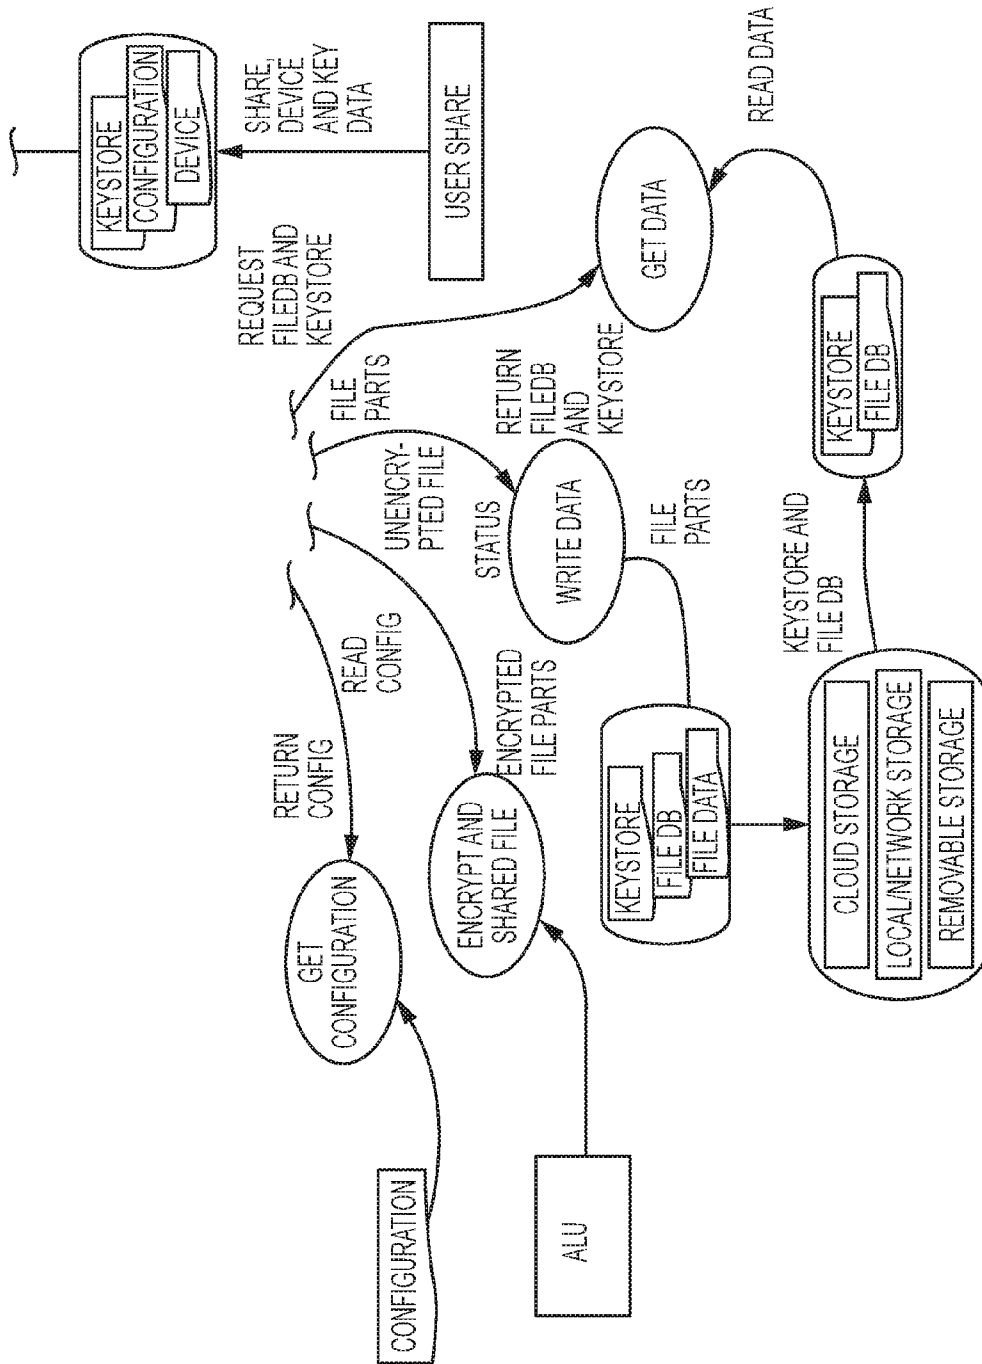 KEYSTORE
CONFIGURATION
DEVICE
SHARE,
DEVICE
AND KEY
DATA
USER SHARE
REQUEST
FILEDB AND
KEYSTORE
GET DATA
READ DATA
FILE
PARTS
UNENCRY-
PTED FILE
STATUS
RETURN
FILEDB
AND
KEYSTORE
WRITE DATA
FILE
PARTS
KEYSTORE
FILE DB
KEYSTORE AND
FILE DB
RETURN
CONFIG
READ
CONFIG
ENCRYPTED
FILE PARTS
GET
CONFIGURATION
ENCRYPT AND
SHARED FILE
KEYSTORE
FILE DB
FILE DATA
CLOUD STORAGE
LOCAL/NETWORK STORAGE
REMOVABLE STORAGE
CONFIGURATION
ALU